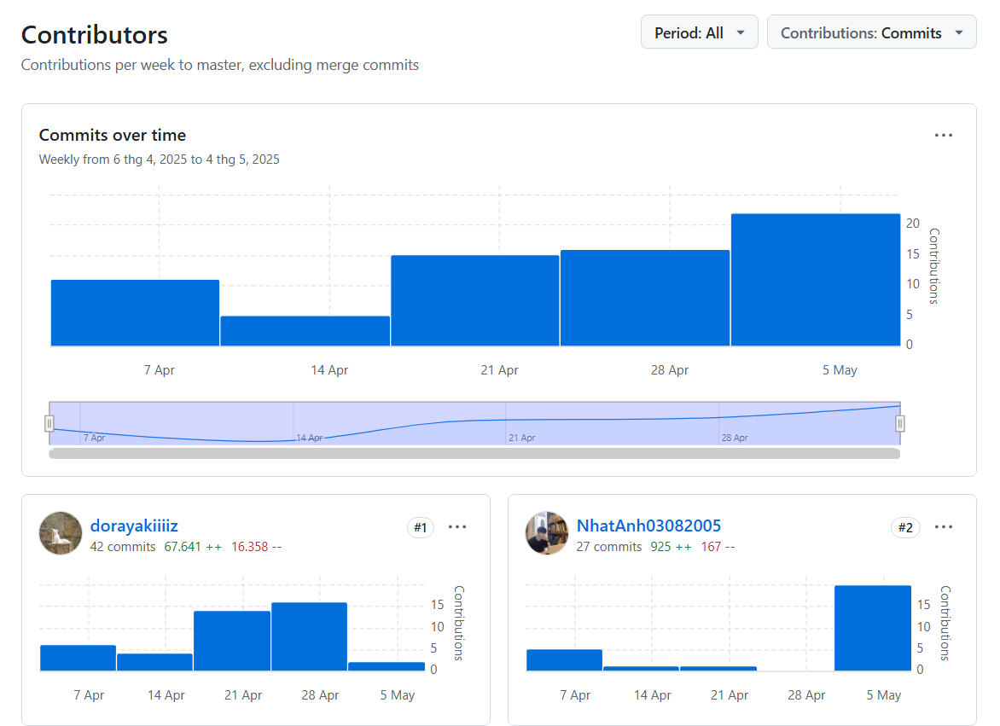 Contributors
Period: All
Contributions: Commits
Contributions per week to master, excluding merge commits
Commits over time
Weekly from 6 thg 4, 2025 to 4 thg 5, 2025
20
15
10
5
0
Contributions
7 Apr 14 Apr 21 Apr 28 Apr 5 May
7 Apr 14 Apr 21 Apr 28 Apr
dorayakiiiiz
#1
42 commits 67.641 ++ 16.358 --
15
10
5
0
Contributions
7 Apr 14 Apr 21 Apr 28 Apr 5 May
NhatAnh03082005
#2
27 commits 925 ++ 167 --
15
10
5
0
Contributions
7 Apr 14 Apr 21 Apr 28 Apr 5 May